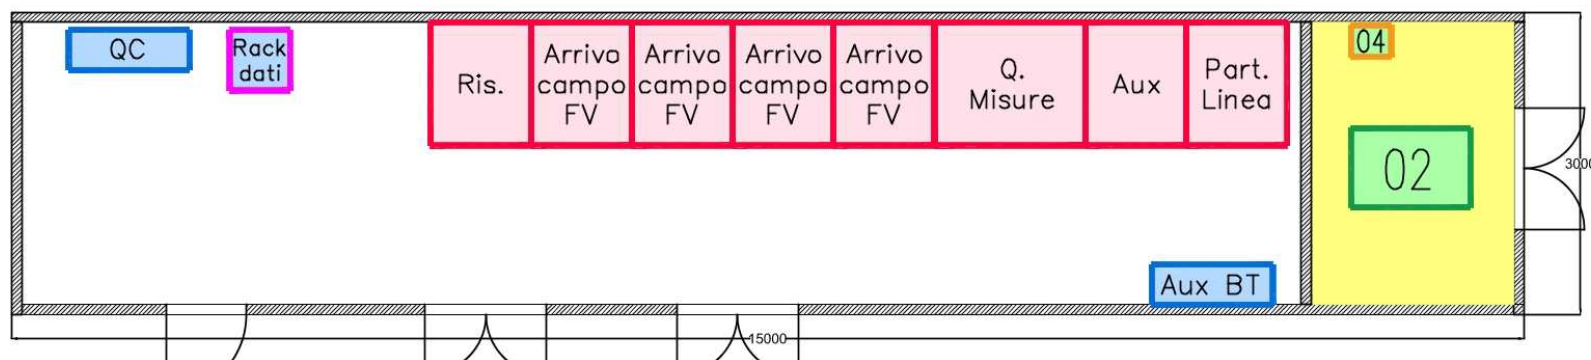 QC
Rack
dati
Ris.
Arrivo
campo
FV
Arrivo
campo
FV
Arrivo
campo
FV
Arrivo
campo
FV
Q.
Misure
Aux
Part.
Linea
04
02
3000
Aux BT
15000